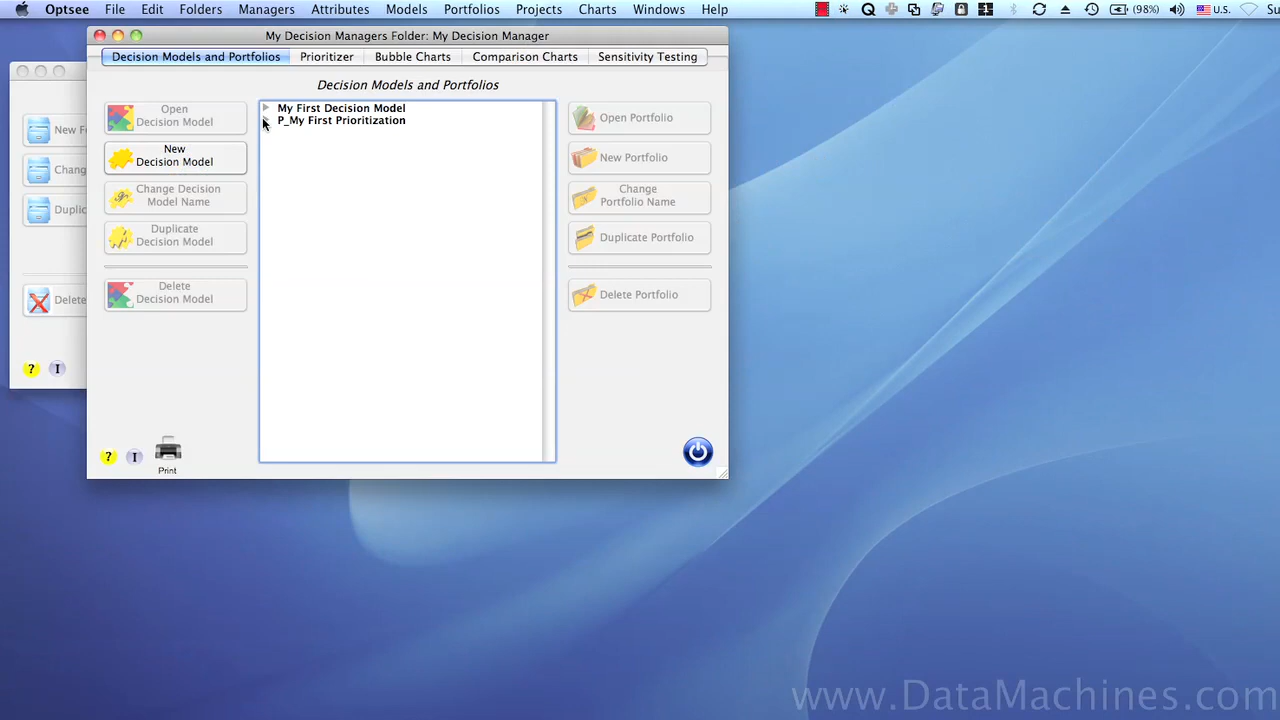 Optsee File Edit Folders Managers Attributes Models Portfolios Projects Charts Windows Help 1 (98%) U.S. Su
My Decision Managers Folder: My Decision Manager
Decision Models and Portfolios Prioritizer Bubble Charts Comparison Charts Sensitivity Testing
Decision Models and Portfolios
Open
Decision Model
New
Decision Model
Change Decision
Model Name
Duplicate
Decision Model
Delete
Decision Model
My First Decision Model
P_My First Prioritization
Open Portfolio
New Portfolio
Change
Portfolio Name
Duplicate Portfolio
Delete Portfolio
New F
Chang
Duplic
Delete
? I
? I
Print
www.DataMachines.com